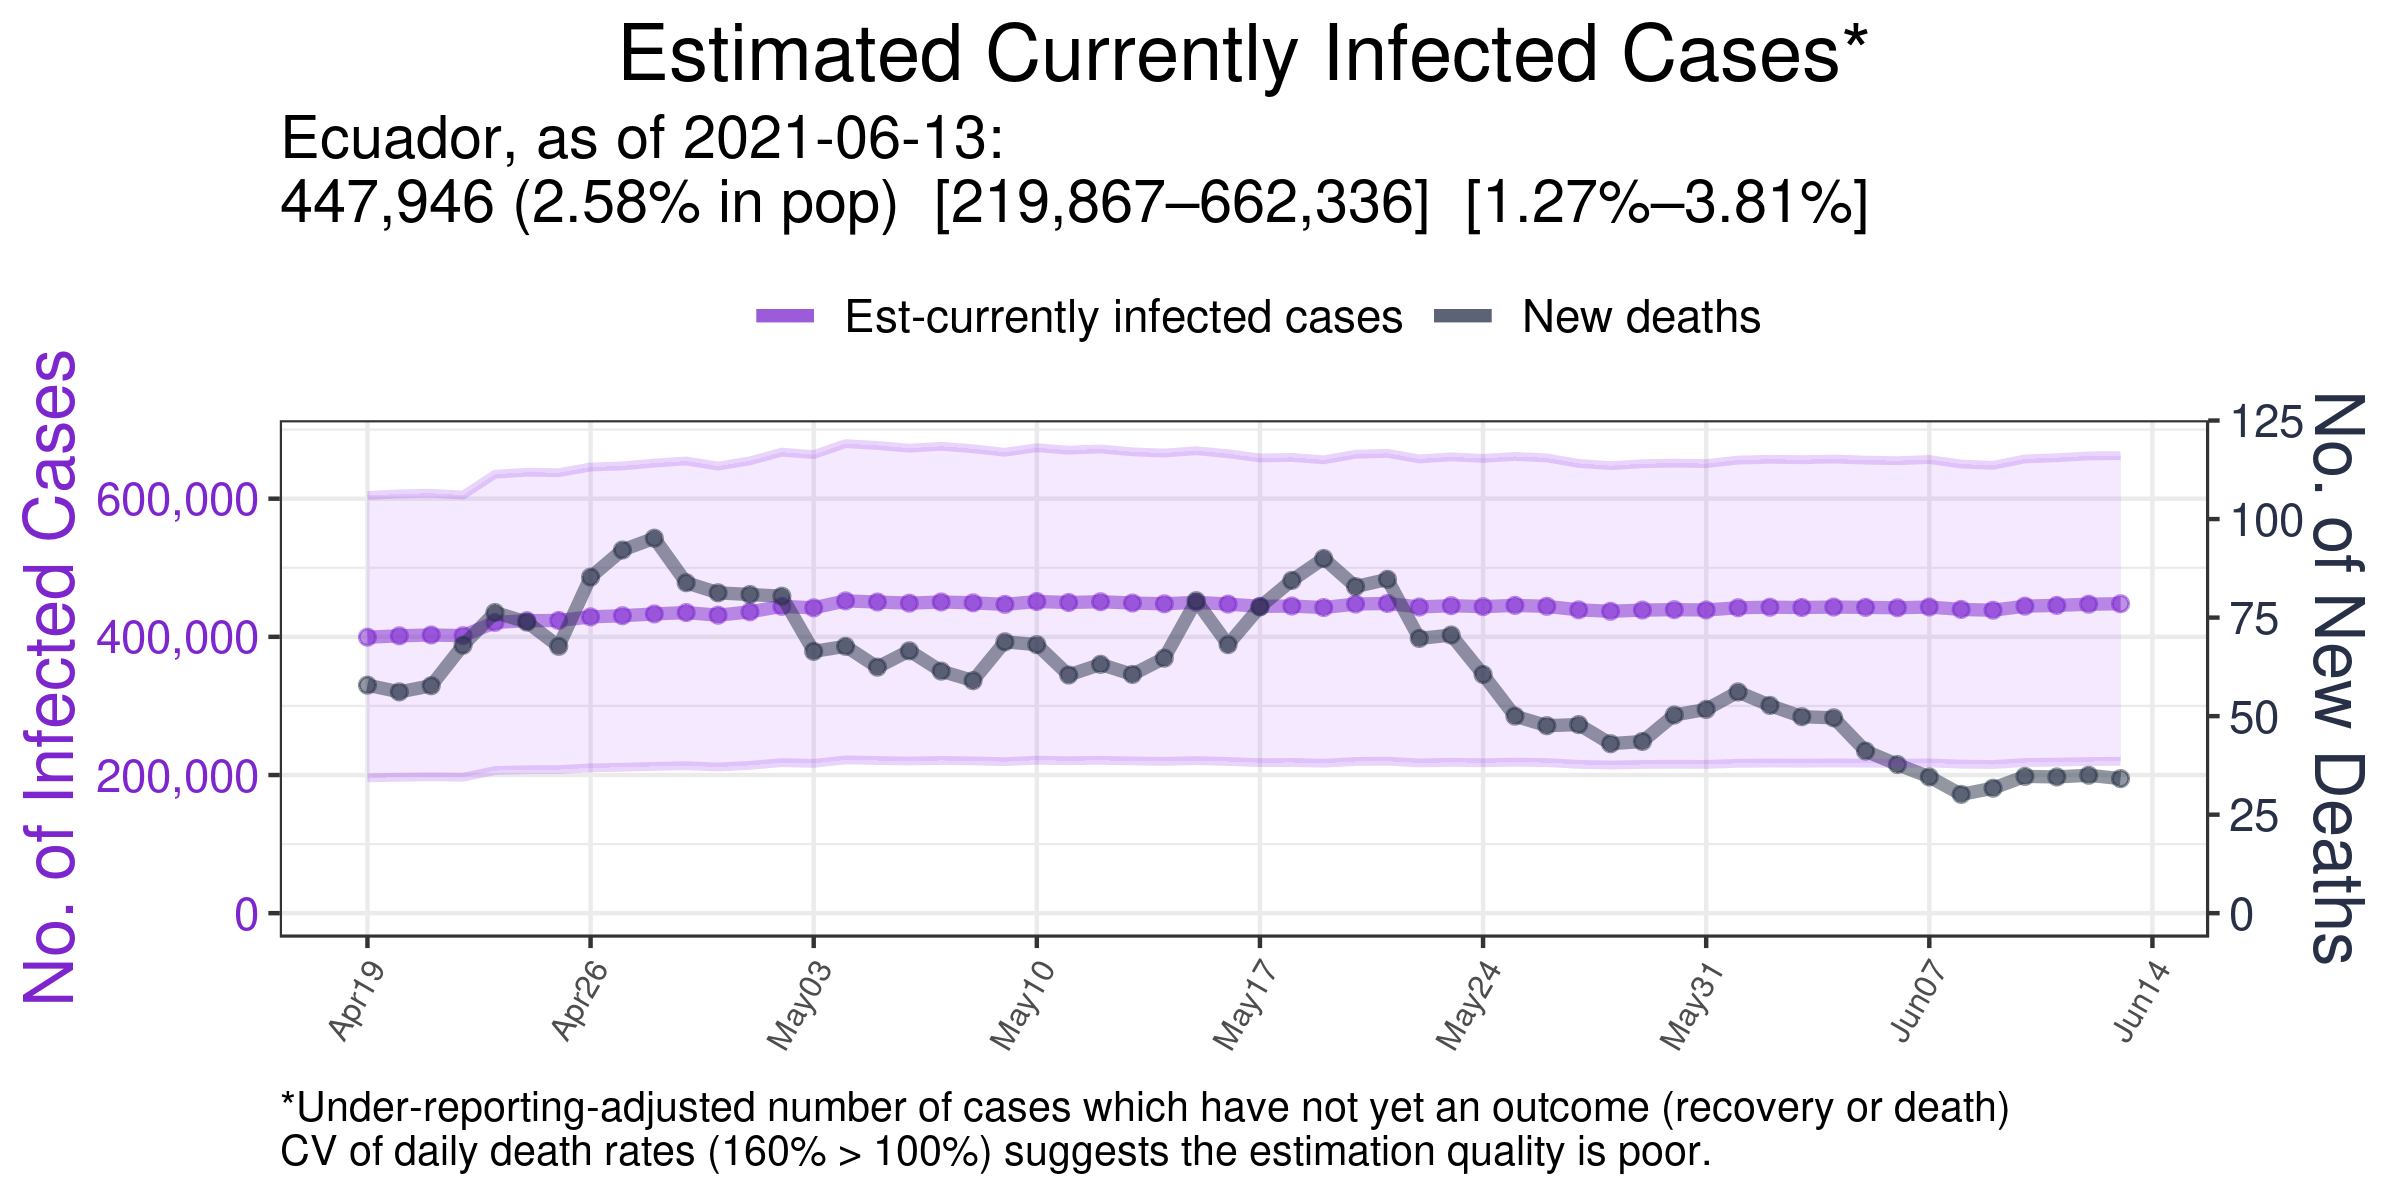 Estimated Currently Infected Cases*
Ecuador, as of 2021-06-13:
447,946 (2.58% in pop) [219,867–662,336] [1.27%–3.81%]
Est-currently infected cases
New deaths
No. of Infected Cases
600,000
400,000
200,000
0
125
100
75
50
25
0
No. of New Deaths
Apr19
Apr26
May03
May10
May17
May24
May31
Jun07
Jun14
*Under-reporting-adjusted number of cases which have not yet an outcome (recovery or death)
CV of daily death rates (160% > 100%) suggests the estimation quality is poor.